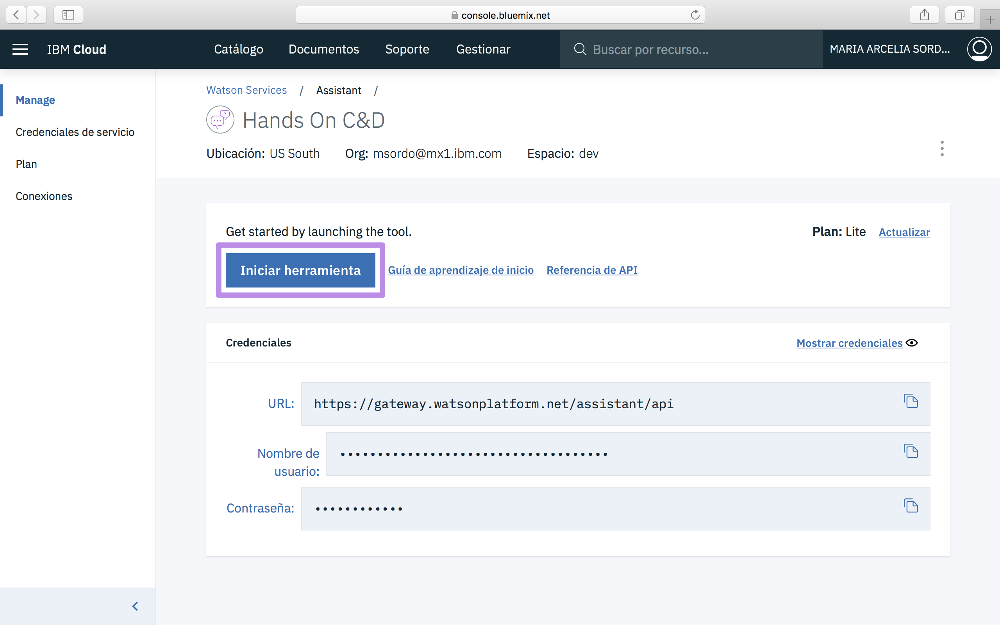 console.bluemix.net
IBM Cloud
Catálogo
Documentos
Soporte
Gestionar
Buscar por recurso...
MARIA ARCELIA SORD...
Manage
Credenciales de servicio
Plan
Conexiones
Watson Services / Assistant /
Hands On C&D
Ubicación: US South Org: msordo@mx1.ibm.com Espacio: dev
Get started by launching the tool.
Plan: Lite Actualizar
Iniciar herramienta
Guía de aprendizaje de inicio
Referencia de API
Credenciales
Mostrar credenciales
URL: https://gateway.watsonplatform.net/assistant/api
Nombre de
usuario: ••••••••••••••••••••••••••••••••••••
Contraseña: ••••••••••••